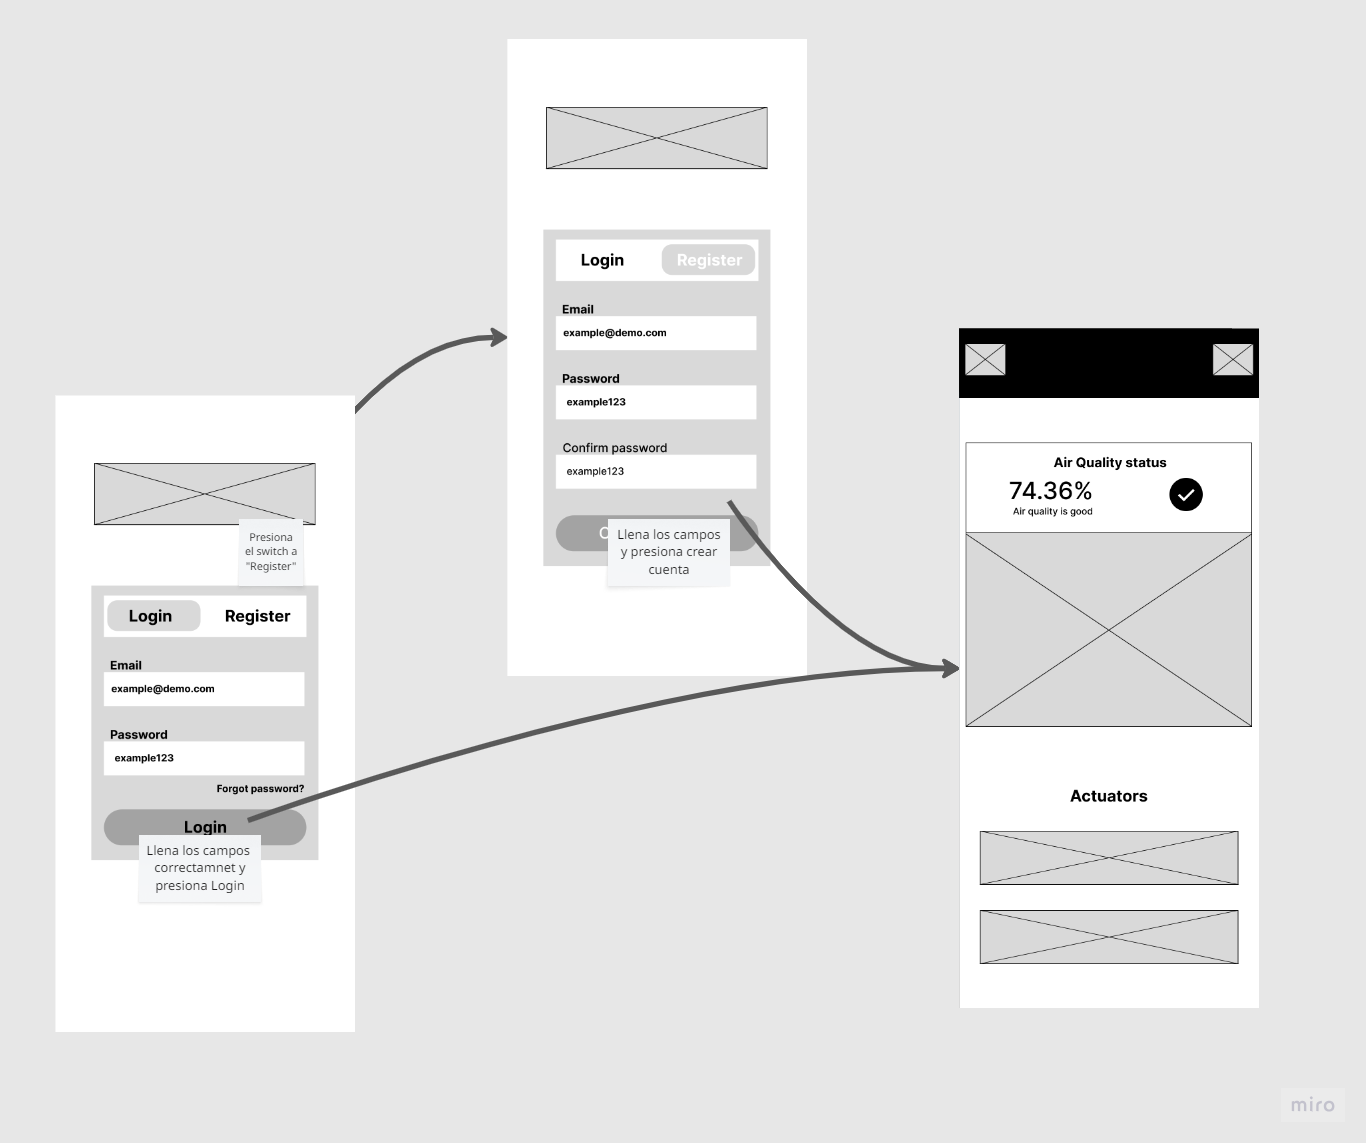 Login
Register
Email
example@demo.com
Password
example123
Confirm password
example123
Llena los campos
y presiona crear
cuenta
Presiona
el switch a
"Register"
Login
Register
Email
example@demo.com
Password
example123
Forgot password?
Login
Llena los campos
correctamnet y
presiona Login
Air Quality status
74.36%
Air quality is good
Actuators
miro